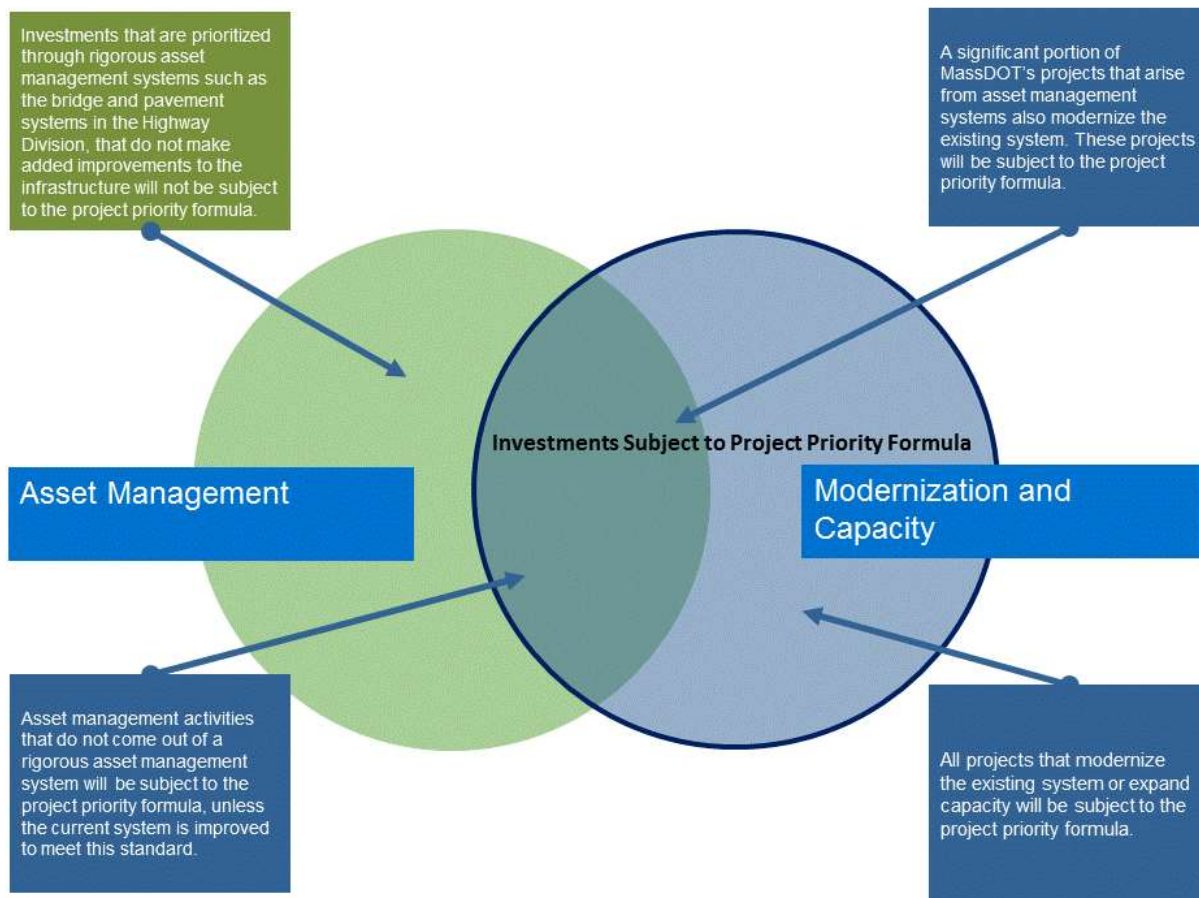 Investments that are prioritized
through rigorous asset
management systems such as
the bridge and pavement
systems in the Highway
Division, that do not make
added improvements to the
infrastructure will not be subject
to the project priority formula.
A significant portion of
MassDOT's projects that arise
from asset management
systems also modernize the
existing system. These projects
will be subject to the project
priority formula.
Investments Subject to Project Priority Formula
Asset Management
Modernization and
Capacity
Asset management activities
that do not come out of a
rigorous asset management
system will be subject to the
project priority formula, unless
the current system is improved
to meet this standard.
All projects that modernize
the existing system or expand
capacity will be subject to the
project priority formula.